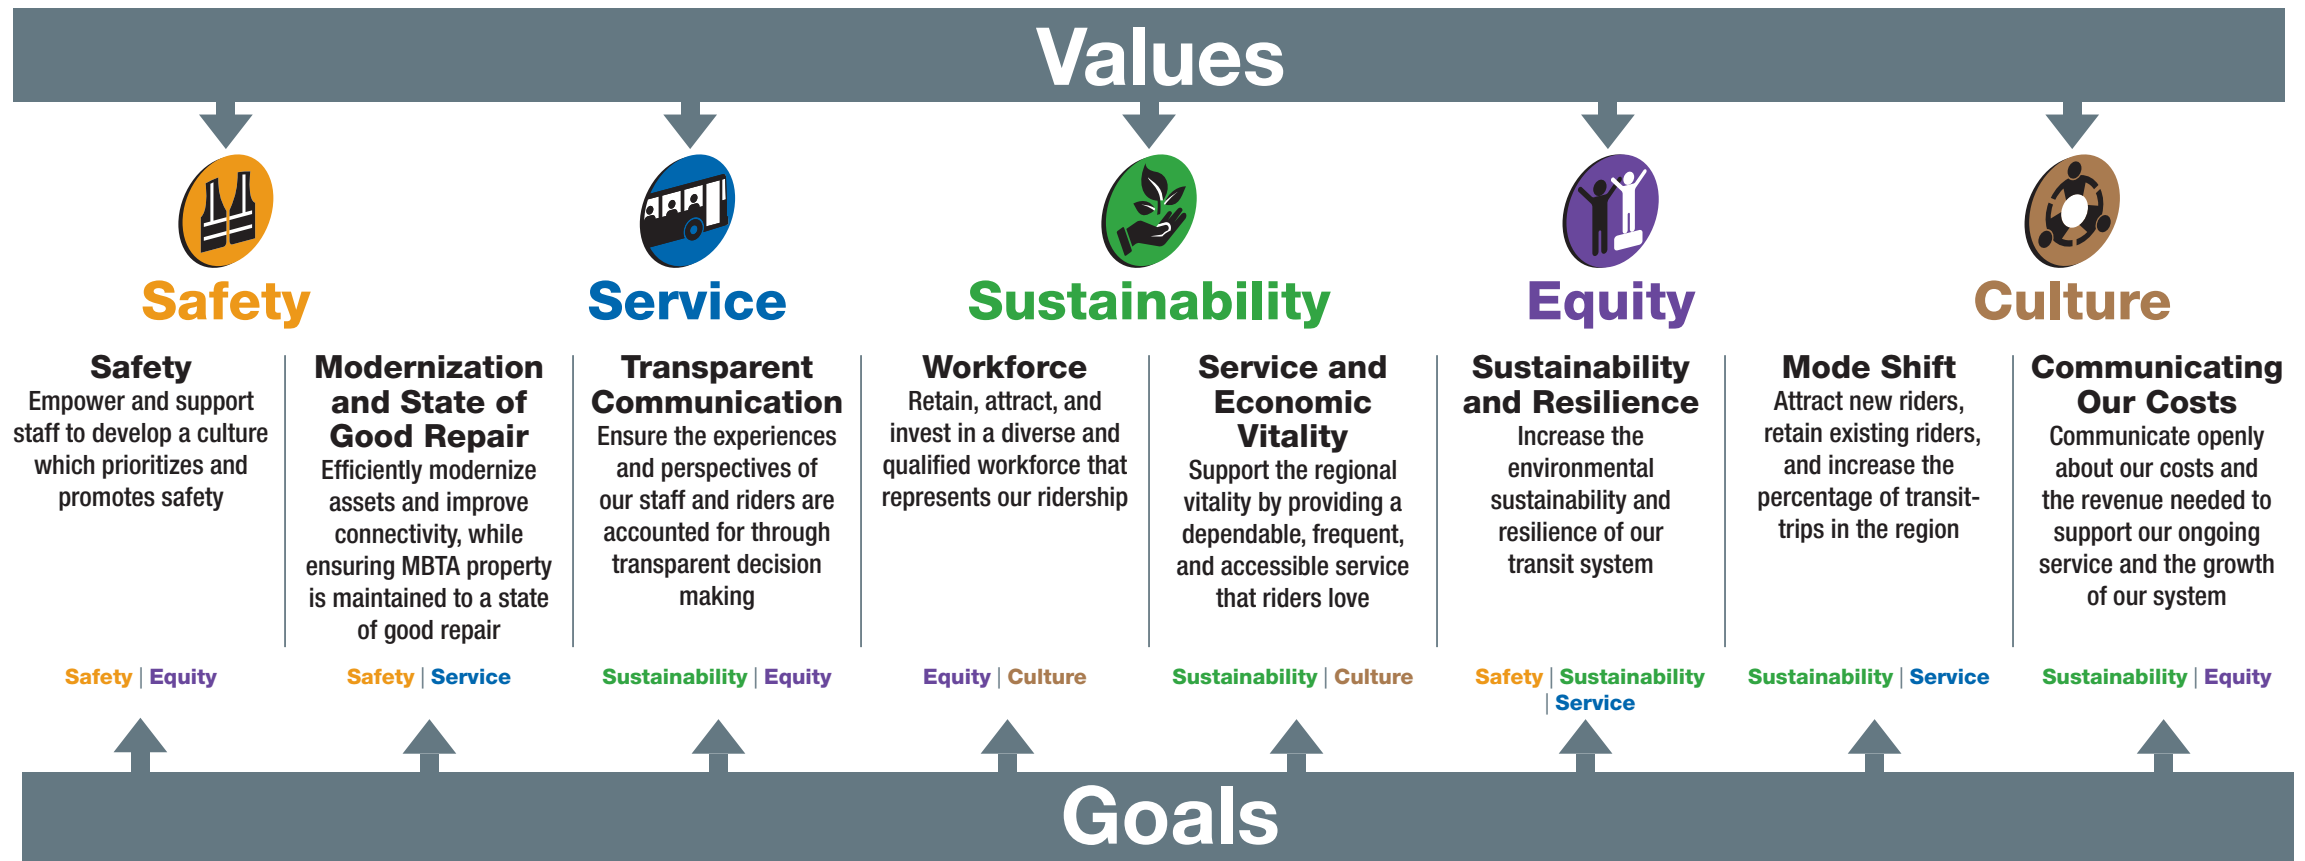 Values
Safety
Service
Sustainability
Equity
Culture
Safety
Empower and support
staff to develop a culture
which prioritizes and
promotes safety
Safety | Equity
Modernization
and State of
Good Repair
Efficiently modernize
assets and improve
connectivity, while
ensuring MBTA property
is maintained to a state
of good repair
Safety | Service
Transparent
Communication
Ensure the experiences
and perspectives of
our staff and riders are
accounted for through
transparent decision
making
Sustainability | Equity
Workforce
Retain, attract, and
invest in a diverse and
qualified workforce that
represents our ridership
Equity | Culture
Service and
Economic
Vitality
Support the regional
vitality by providing a
dependable, frequent,
and accessible service
that riders love
Sustainability | Culture
Sustainability
and Resilience
Increase the
environmental
sustainability and
resilience of our
transit system
Safety | Sustainability
| Service
Mode Shift
Attract new riders,
retain existing riders,
and increase the
percentage of transit-
trips in the region
Sustainability | Service
Communicating
Our Costs
Communicate openly
about our costs and
the revenue needed to
support our ongoing
service and the growth
of our system
Sustainability | Equity
Goals